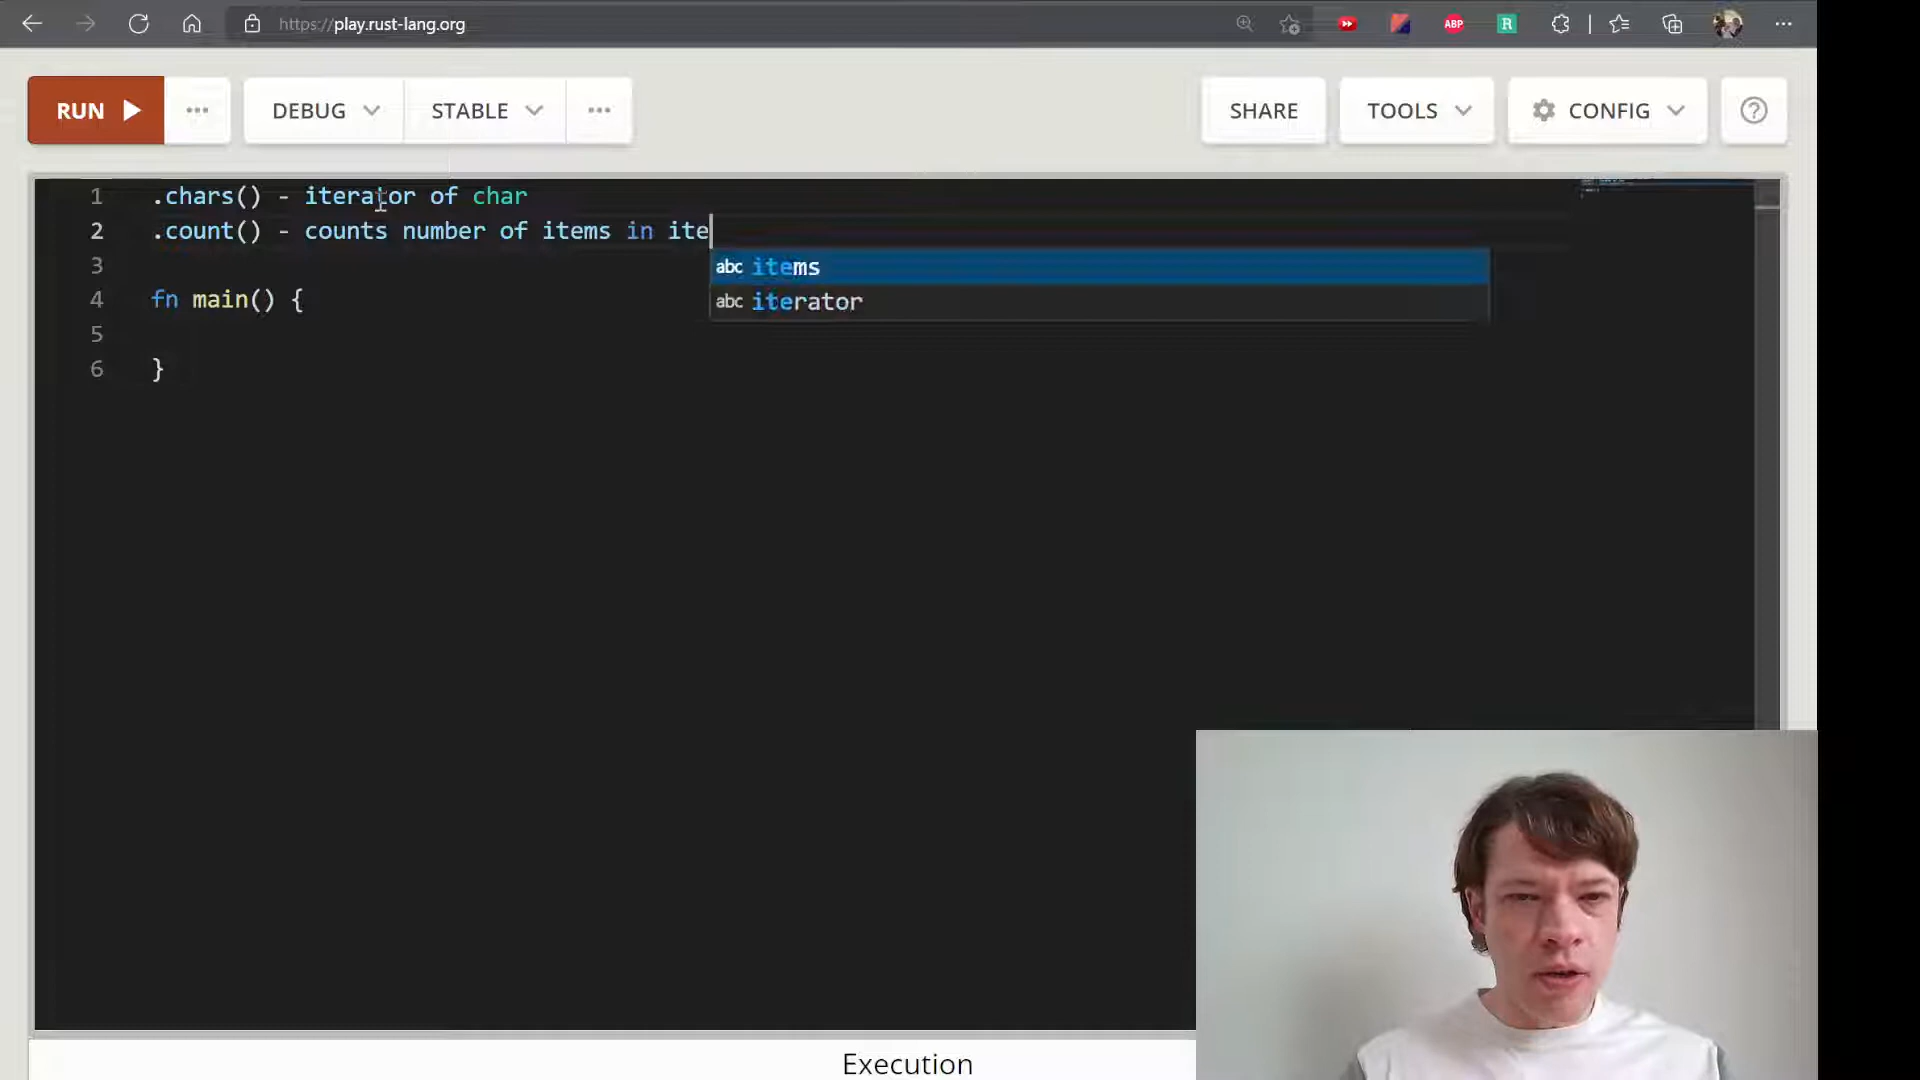 https://play.rust-lang.org
ABP
R
RUN
DEBUG
STABLE
SHARE
TOOLS
CONFIG
1 .chars() - iterator of char
2 .count() - counts number of items in ite
abc items
3
abc iterator
4 fn main() {
5
6 }
Execution